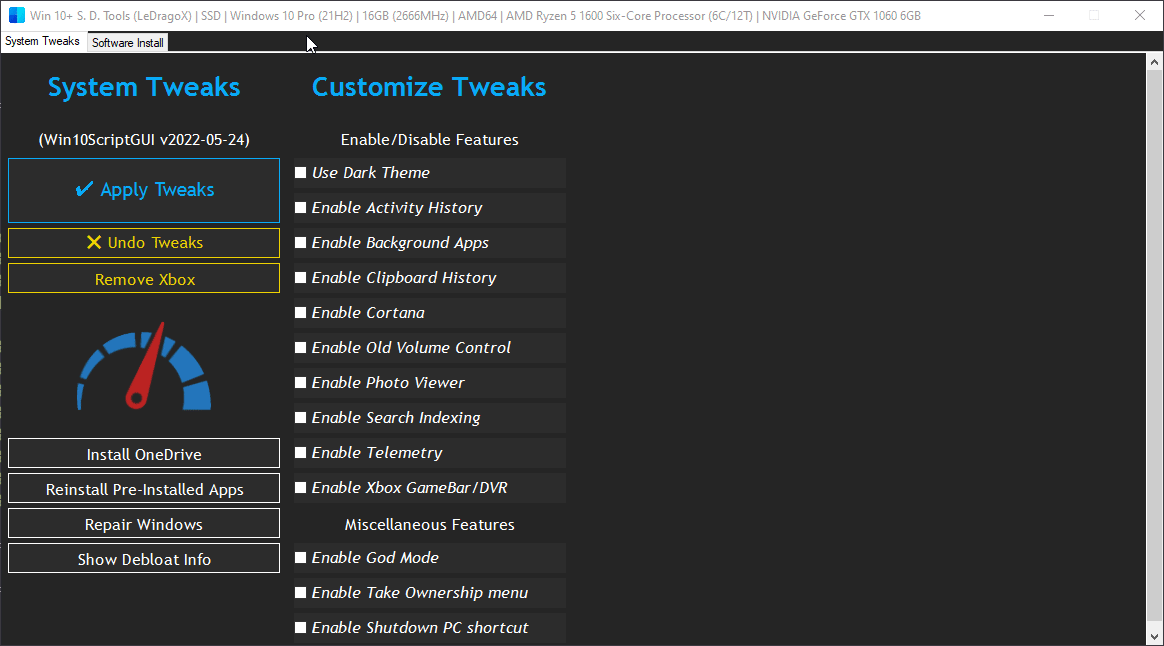 Win 10+ S. D. Tools (LeDragoX) | SSD | Windows 10 Pro (21H2) | 16GB (2666MHz) | AMD64 | AMD Ryzen 5 1600 Six-Core Processor (6C/12T) | NVIDIA GeForce GTX 1060 6GB
System Tweaks Software Install
System Tweaks
(Win10ScriptGUI v2022-05-24)
✔ Apply Tweaks
❌ Undo Tweaks
Remove Xbox
Install OneDrive
Reinstall Pre-Installed Apps
Repair Windows
Show Debloat Info
Customize Tweaks
Enable/Disable Features
Use Dark Theme
Enable Activity History
Enable Background Apps
Enable Clipboard History
Enable Cortana
Enable Old Volume Control
Enable Photo Viewer
Enable Search Indexing
Enable Telemetry
Enable Xbox GameBar/DVR
Miscellaneous Features
Enable God Mode
Enable Take Ownership menu
Enable Shutdown PC shortcut